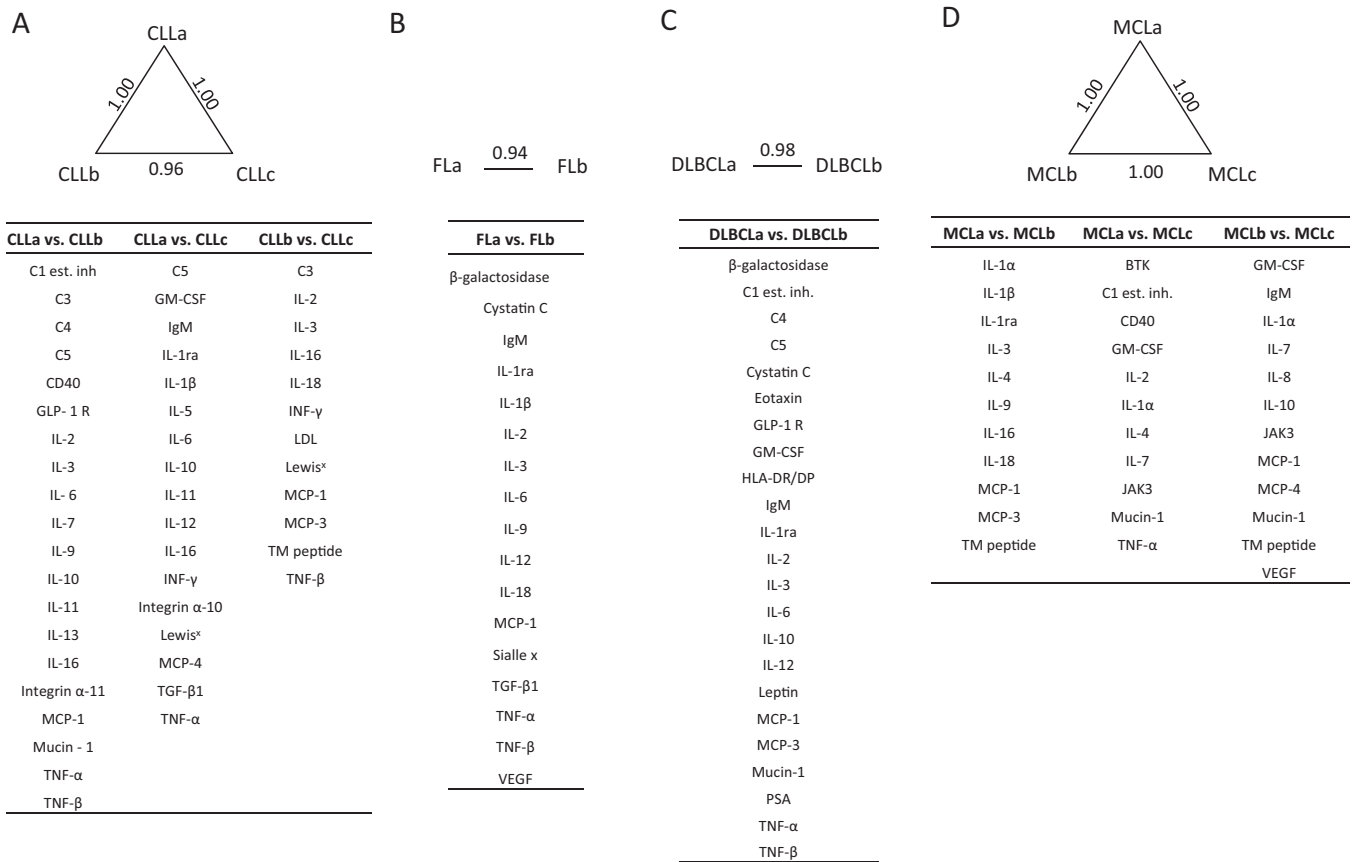 A
CLLa
1.00
1.00
CLLb
0.96
CLLc
CLLa vs. CLLb CLLa vs. CLLc CLLb vs. CLLc
C1 est. inh C5 C3
C3 GM-CSF IL-2
C4 IgM IL-3
C5 IL-1ra IL-16
CD40 IL-1β IL-18
GLP- 1 R IL-5 INF-γ
IL-2 IL-6 LDL
IL-3 IL-10 Lewisˣ
IL- 6 IL-11 MCP-1
IL-7 IL-12 MCP-3
IL-9 IL-16 TM peptide
IL-10 INF-γ TNF-β
IL-11 Integrin α-10
IL-13 Lewisˣ
IL-16 MCP-4
Integrin α-11 TGF-β1
MCP-1 TNF-α
Mucin - 1
TNF-α
TNF-β
B
FLa 0.94 FLb
FLa vs. FLb
β-galactosidase
Cystatin C
IgM
IL-1ra
IL-1β
IL-2
IL-3
IL-6
IL-9
IL-12
IL-18
MCP-1
Sialle x
TGF-β1
TNF-α
TNF-β
VEGF
C
DLBCLa 0.98 DLBCLb
DLBCLa vs. DLBCLb
β-galactosidase
C1 est. inh.
C4
C5
Cystatin C
Eotaxin
GLP-1 R
GM-CSF
HLA-DR/DP
IgM
IL-1ra
IL-2
IL-3
IL-6
IL-10
IL-12
Leptin
MCP-1
MCP-3
Mucin-1
PSA
TNF-α
TNF-β
D
MCLa
1.00
1.00
MCLb
1.00
MCLc
MCLa vs. MCLb MCLa vs. MCLc MCLb vs. MCLc
IL-1α BTK GM-CSF
IL-1β C1 est. inh. IgM
IL-1ra CD40 IL-1α
IL-3 GM-CSF IL-7
IL-4 IL-2 IL-8
IL-9 IL-1α IL-10
IL-16 IL-4 JAK3
IL-18 IL-7 MCP-1
MCP-1 JAK3 MCP-4
MCP-3 Mucin-1 Mucin-1
TM peptide TNF-α TM peptide
VEGF